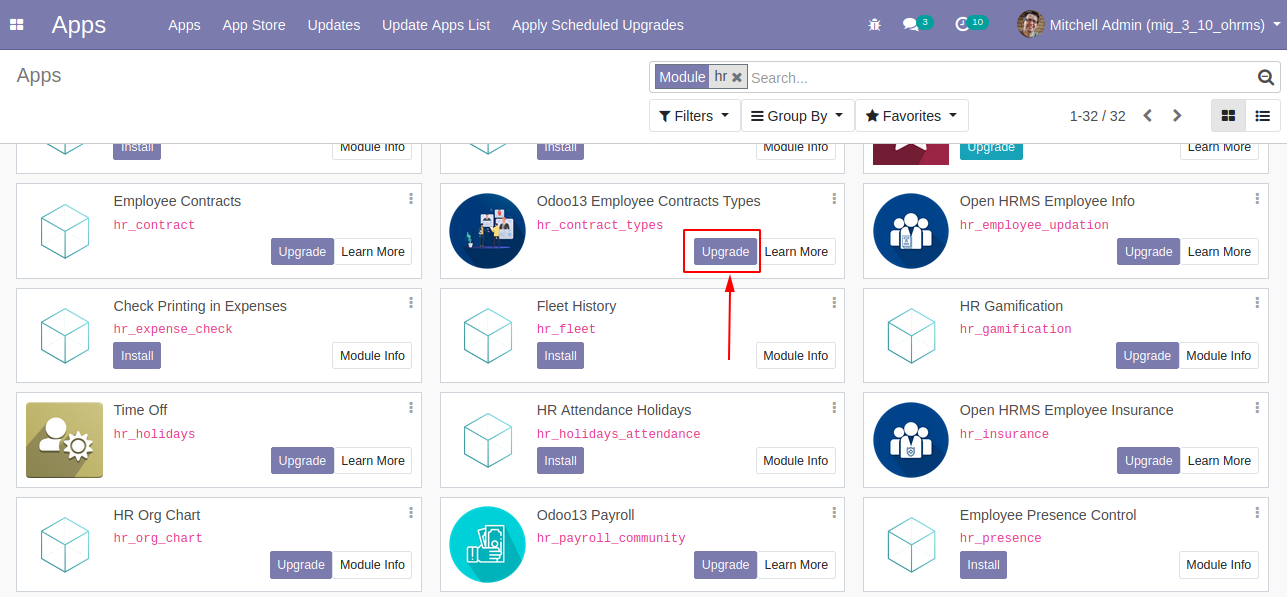 Apps Apps App Store Updates Update Apps List Apply Scheduled Upgrades 3 10 Mitchell Admin (mig_3_10_ohrms)
Apps Module hr Search...
Filters Group By Favorites 1-32 / 32
Install Module Info Install Module Info Upgrade Learn More
Employee Contracts
hr_contract
Upgrade Learn More
Odoo13 Employee Contracts Types
hr_contract_types
Upgrade Learn More
Open HRMS Employee Info
hr_employee_updation
Upgrade Learn More
Check Printing in Expenses
hr_expense_check
Install Module Info
Fleet History
hr_fleet
Install Module Info
HR Gamification
hr_gamification
Upgrade Module Info
Time Off
hr_holidays
Upgrade Learn More
HR Attendance Holidays
hr_holidays_attendance
Install Module Info
Open HRMS Employee Insurance
hr_insurance
Upgrade Learn More
HR Org Chart
hr_org_chart
Upgrade Module Info
Odoo13 Payroll
hr_payroll_community
Upgrade Learn More
Employee Presence Control
hr_presence
Install Module Info